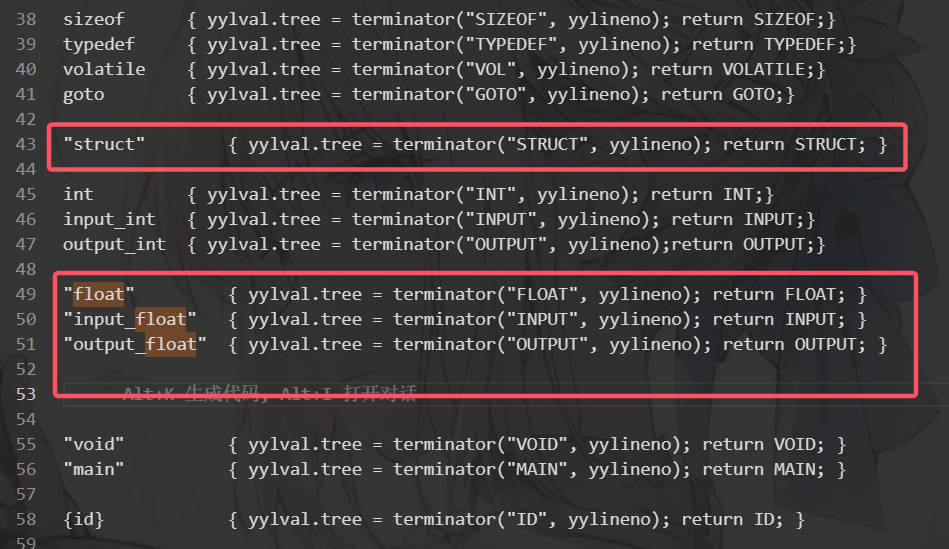 38 sizeof { yylval.tree = terminator("SIZEOF", yylineno); return SIZEOF;}
39 typedef { yylval.tree = terminator("TYPEDEF", yylineno); return TYPEDEF;}
40 volatile { yylval.tree = terminator("VOL", yylineno); return VOLATILE;}
41 goto { yylval.tree = terminator("GOTO", yylineno); return GOTO;}
42
43 "struct" { yylval.tree = terminator("STRUCT", yylineno); return STRUCT; }
44
45 int { yylval.tree = terminator("INT", yylineno); return INT;}
46 input_int { yylval.tree = terminator("INPUT", yylineno); return INPUT;}
47 output_int { yylval.tree = terminator("OUTPUT", yylineno);return OUTPUT;}
48
49 "float" { yylval.tree = terminator("FLOAT", yylineno); return FLOAT; }
50 "input_float" { yylval.tree = terminator("INPUT", yylineno); return INPUT; }
51 "output_float" { yylval.tree = terminator("OUTPUT", yylineno); return OUTPUT; }
52
53 Alt+K 生成代码, Alt+I 打开对话
54
55 "void" { yylval.tree = terminator("VOID", yylineno); return VOID; }
56 "main" { yylval.tree = terminator("MAIN", yylineno); return MAIN; }
57
58 {id} { yylval.tree = terminator("ID", yylineno); return ID; }
59